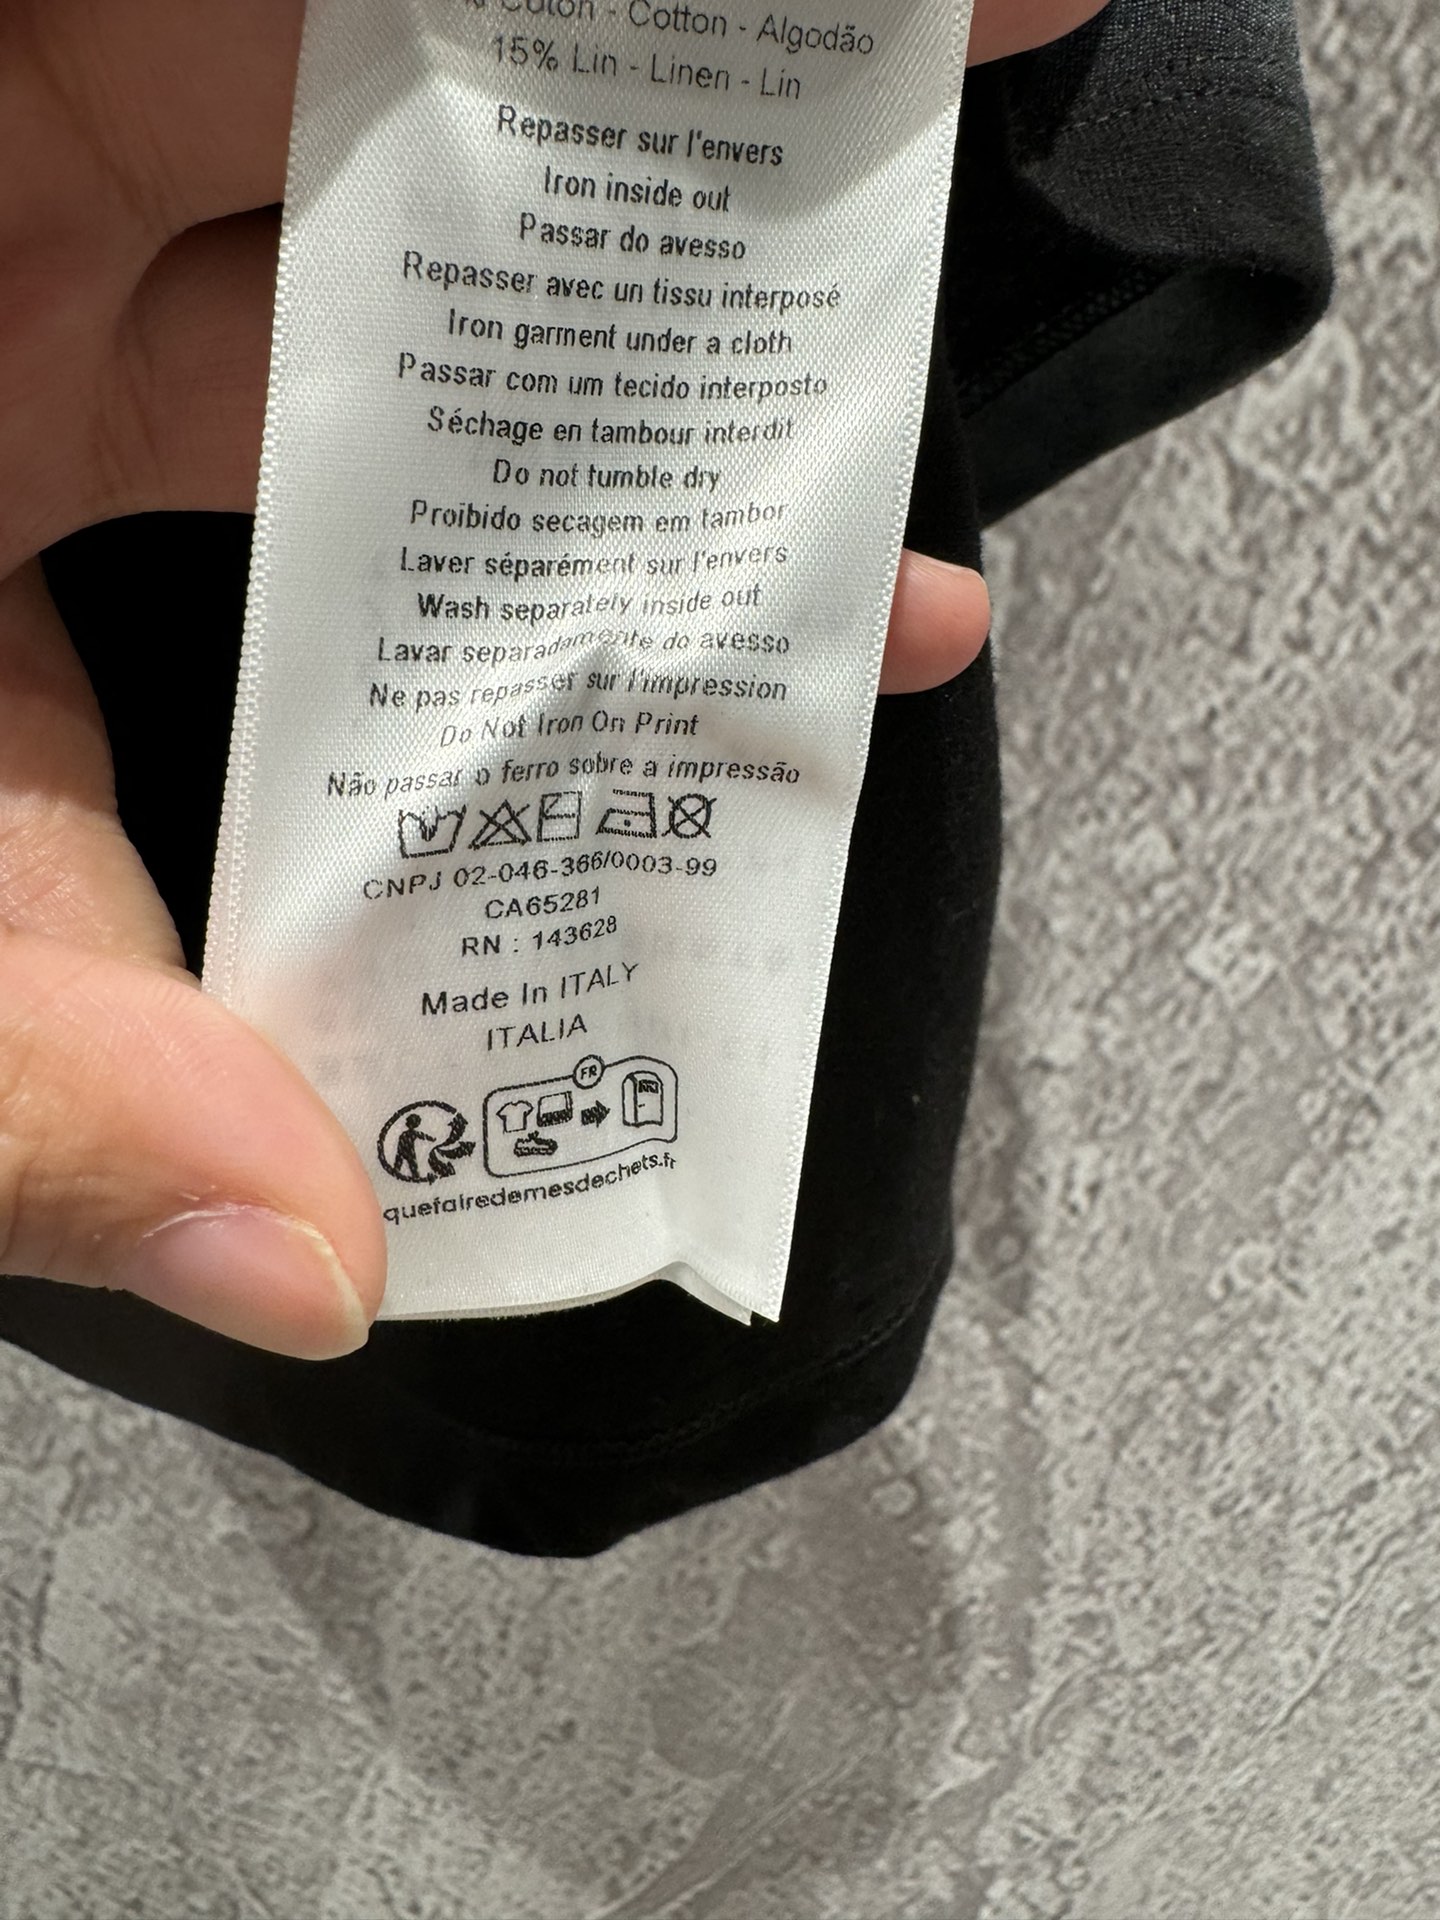 Coton - Cotton - Algodão
15% Lin - Linen - Lin
Repasser sur l'envers
Iron inside out
Passar do avesso
Repasser avec un tissu interposé
Iron garment under a cloth
Passar com um tecido interposto
Séchage en tambour interdit
Do not tumble dry
Proibido secagem em tambor
Laver séparément sur l'envers
Wash separately inside out
Lavar separadamente do avesso
Ne pas repasser sur l'impression
Do Not Iron On Print
Não passar o ferro sobre a impressão
CNPJ 02-046-366/0003-99
CA65281
RN : 143628
Made In ITALY
ITALIA
FR
quefairedemesdechets.fr